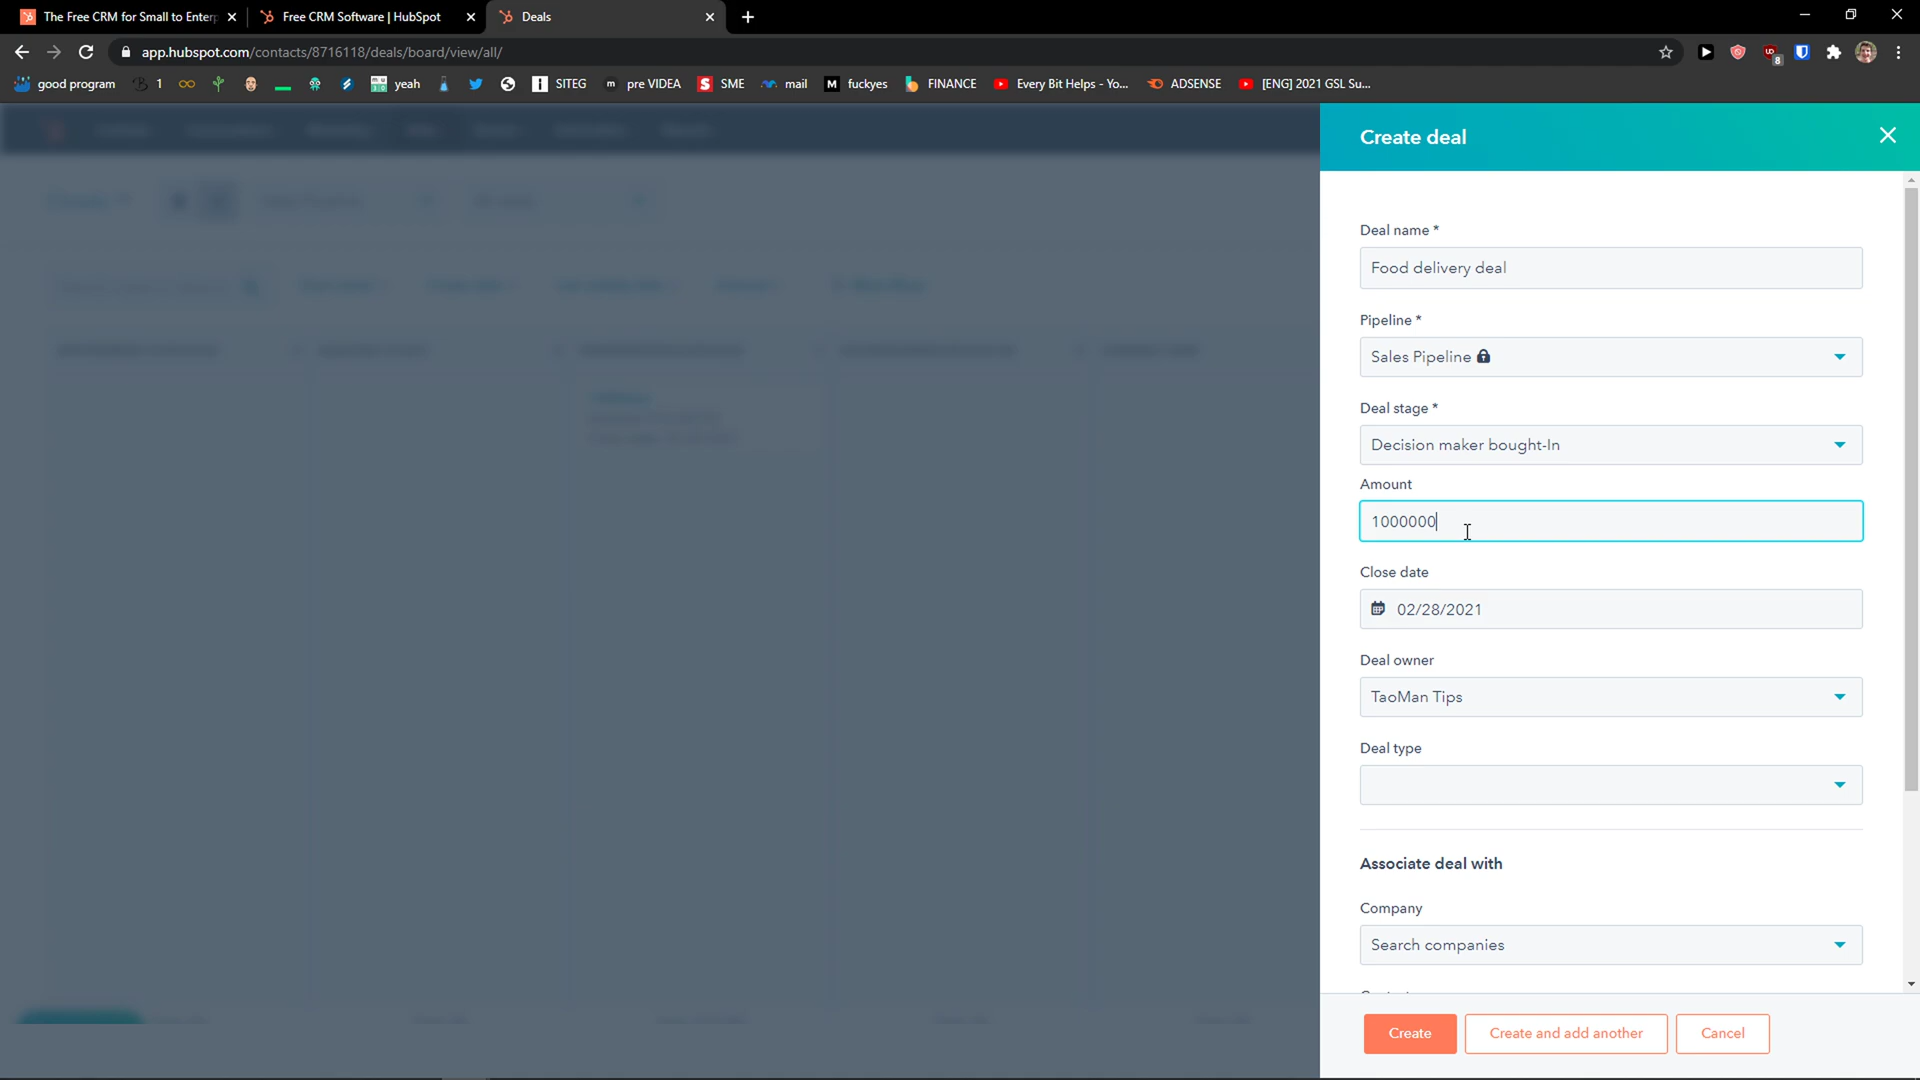 The Free CRM for Small to Enterp
Free CRM Software | HubSpot
Deals
app.hubspot.com/contacts/8716118/deals/board/view/all/
8
good program
1
yeah
SITEG
pre VIDEA
SME
mail
fuckyes
FINANCE
Every Bit Helps - Yo...
ADSENSE
[ENG] 2021 GSL Su...
Create deal
Deal name *
Food delivery deal
Pipeline *
Sales Pipeline
Deal stage *
Decision maker bought-In
Amount
1000000
Close date
02/28/2021
Deal owner
TaoMan Tips
Deal type
Associate deal with
Company
Search companies
Create
Create and add another
Cancel